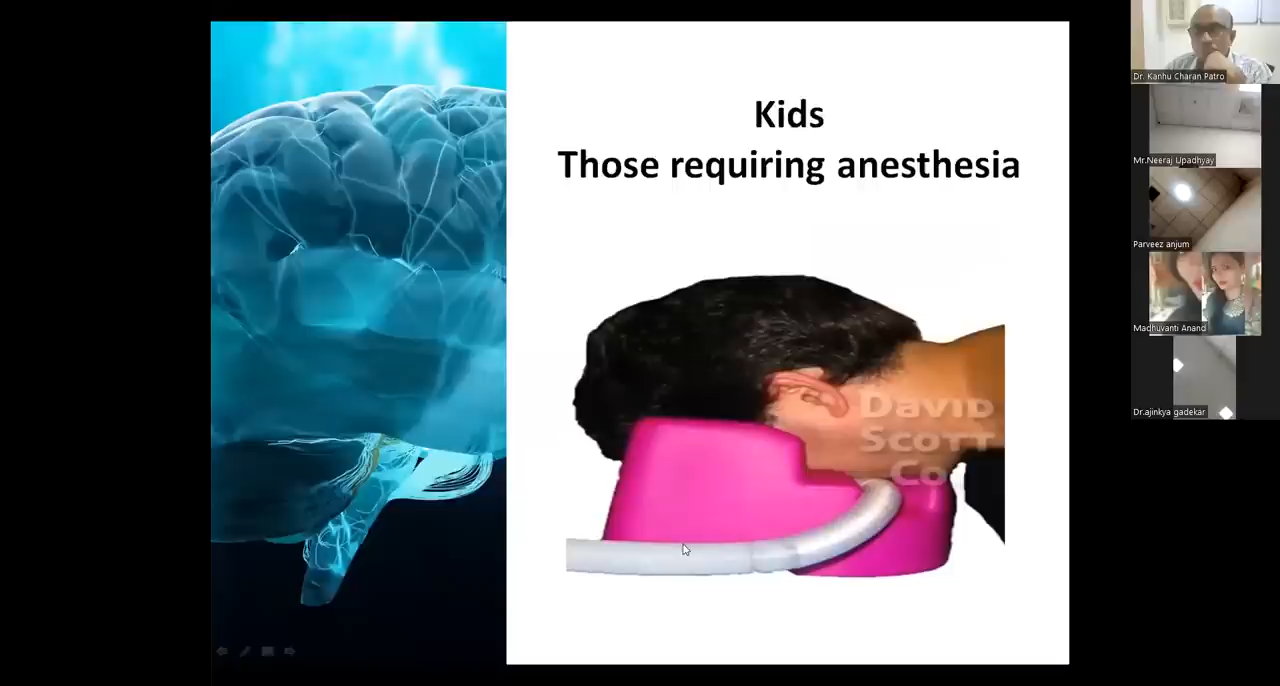 Kids
Those requiring anesthesia
DAVID
SCOTT
Co
Dr. Kanhu Charan Patro
Mr.Neeraj Upadhyay
Parveez anjum
Madhuvanti Anand
Dr.ajinkya gadekar